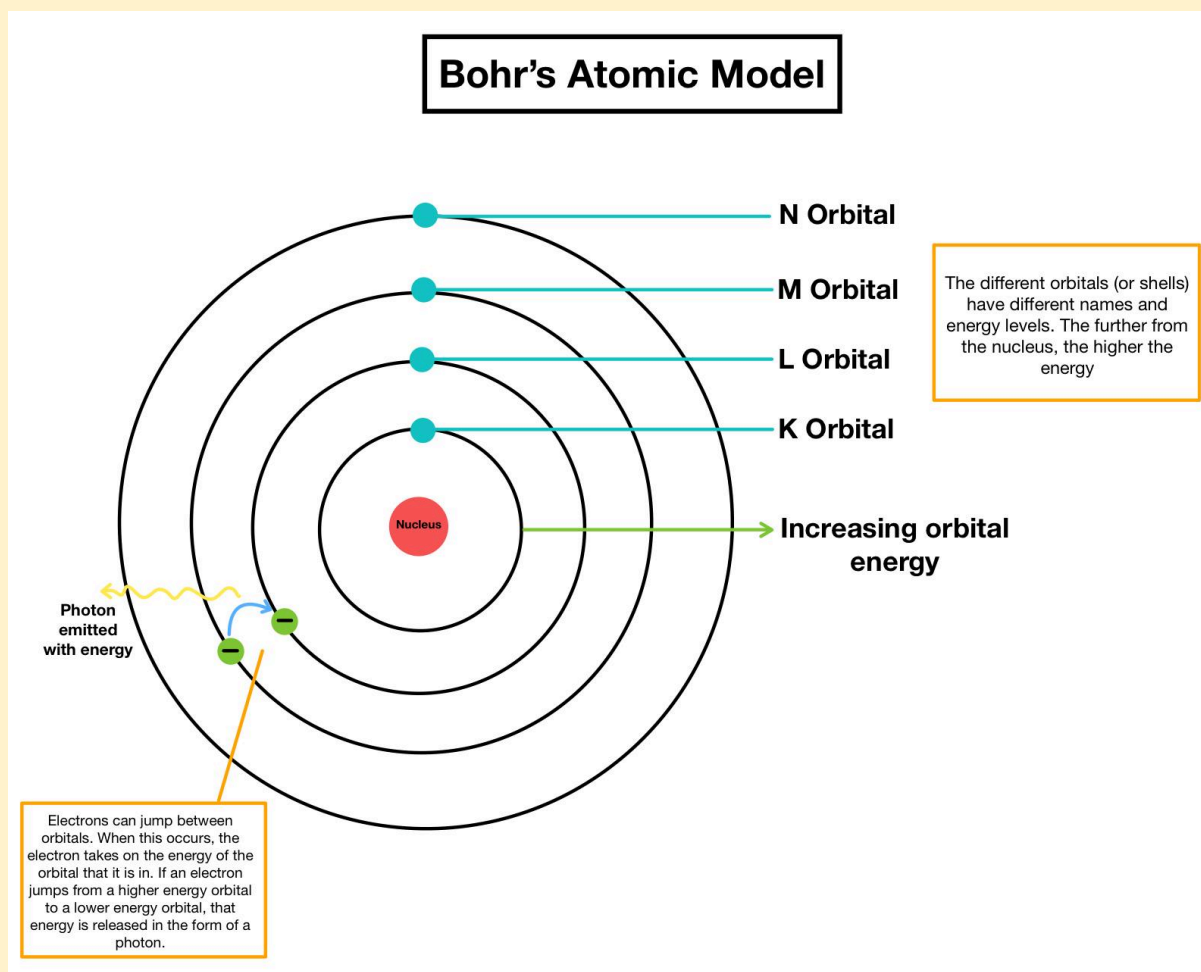 Bohr's Atomic Model
N Orbital
M Orbital
L Orbital
K Orbital
The different orbitals (or shells)
have different names and
energy levels. The further from
the nucleus, the higher the
energy
Nucleus
Increasing orbital
energy
Photon
emitted
with energy
Electrons can jump between
orbitals. When this occurs, the
electron takes on the energy of the
orbital that it is in. If an electron
jumps from a higher energy orbital
to a lower energy orbital, that
energy is released in the form of a
photon.